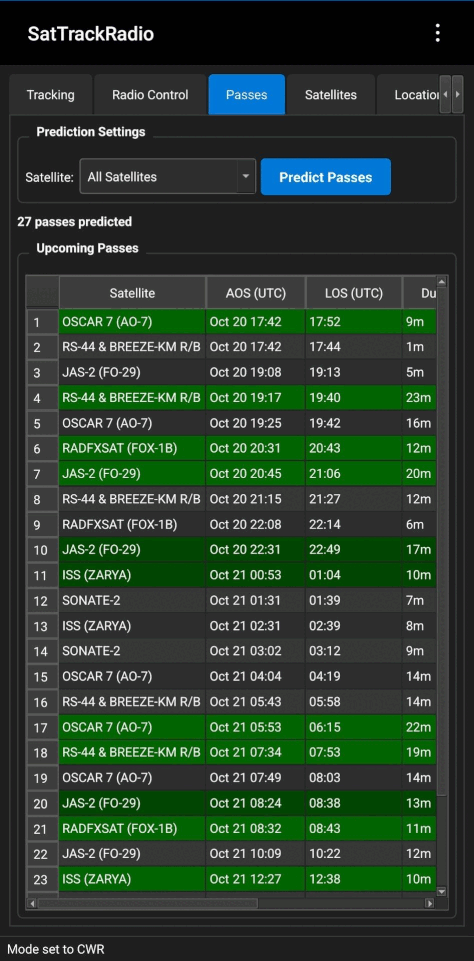 SatTrackRadio
Tracking Radio Control Passes Satellites Location
Prediction Settings
Satellite: All Satellites Predict Passes
27 passes predicted
Upcoming Passes
Satellite AOS (UTC) LOS (UTC) Du
1 OSCAR 7 (AO-7) Oct 20 17:42 17:52 9m
2 RS-44 & BREEZE-KM R/B Oct 20 17:42 17:44 1m
3 JAS-2 (FO-29) Oct 20 19:08 19:13 5m
4 RS-44 & BREEZE-KM R/B Oct 20 19:17 19:40 23m
5 OSCAR 7 (AO-7) Oct 20 19:25 19:42 16m
6 RADFXSAT (FOX-1B) Oct 20 20:31 20:43 12m
7 JAS-2 (FO-29) Oct 20 20:45 21:06 20m
8 RS-44 & BREEZE-KM R/B Oct 20 21:15 21:27 12m
9 RADFXSAT (FOX-1B) Oct 20 22:08 22:14 6m
10 JAS-2 (FO-29) Oct 20 22:31 22:49 17m
11 ISS (ZARYA) Oct 21 00:53 01:04 10m
12 SONATE-2 Oct 21 01:31 01:39 7m
13 ISS (ZARYA) Oct 21 02:31 02:39 8m
14 SONATE-2 Oct 21 03:02 03:12 9m
15 OSCAR 7 (AO-7) Oct 21 04:04 04:19 14m
16 RS-44 & BREEZE-KM R/B Oct 21 05:43 05:58 14m
17 OSCAR 7 (AO-7) Oct 21 05:53 06:15 22m
18 RS-44 & BREEZE-KM R/B Oct 21 07:34 07:53 19m
19 OSCAR 7 (AO-7) Oct 21 07:49 08:03 14m
20 JAS-2 (FO-29) Oct 21 08:24 08:38 13m
21 RADFXSAT (FOX-1B) Oct 21 08:32 08:43 11m
22 JAS-2 (FO-29) Oct 21 10:09 10:22 12m
23 ISS (ZARYA) Oct 21 12:27 12:38 10m
Mode set to CWR